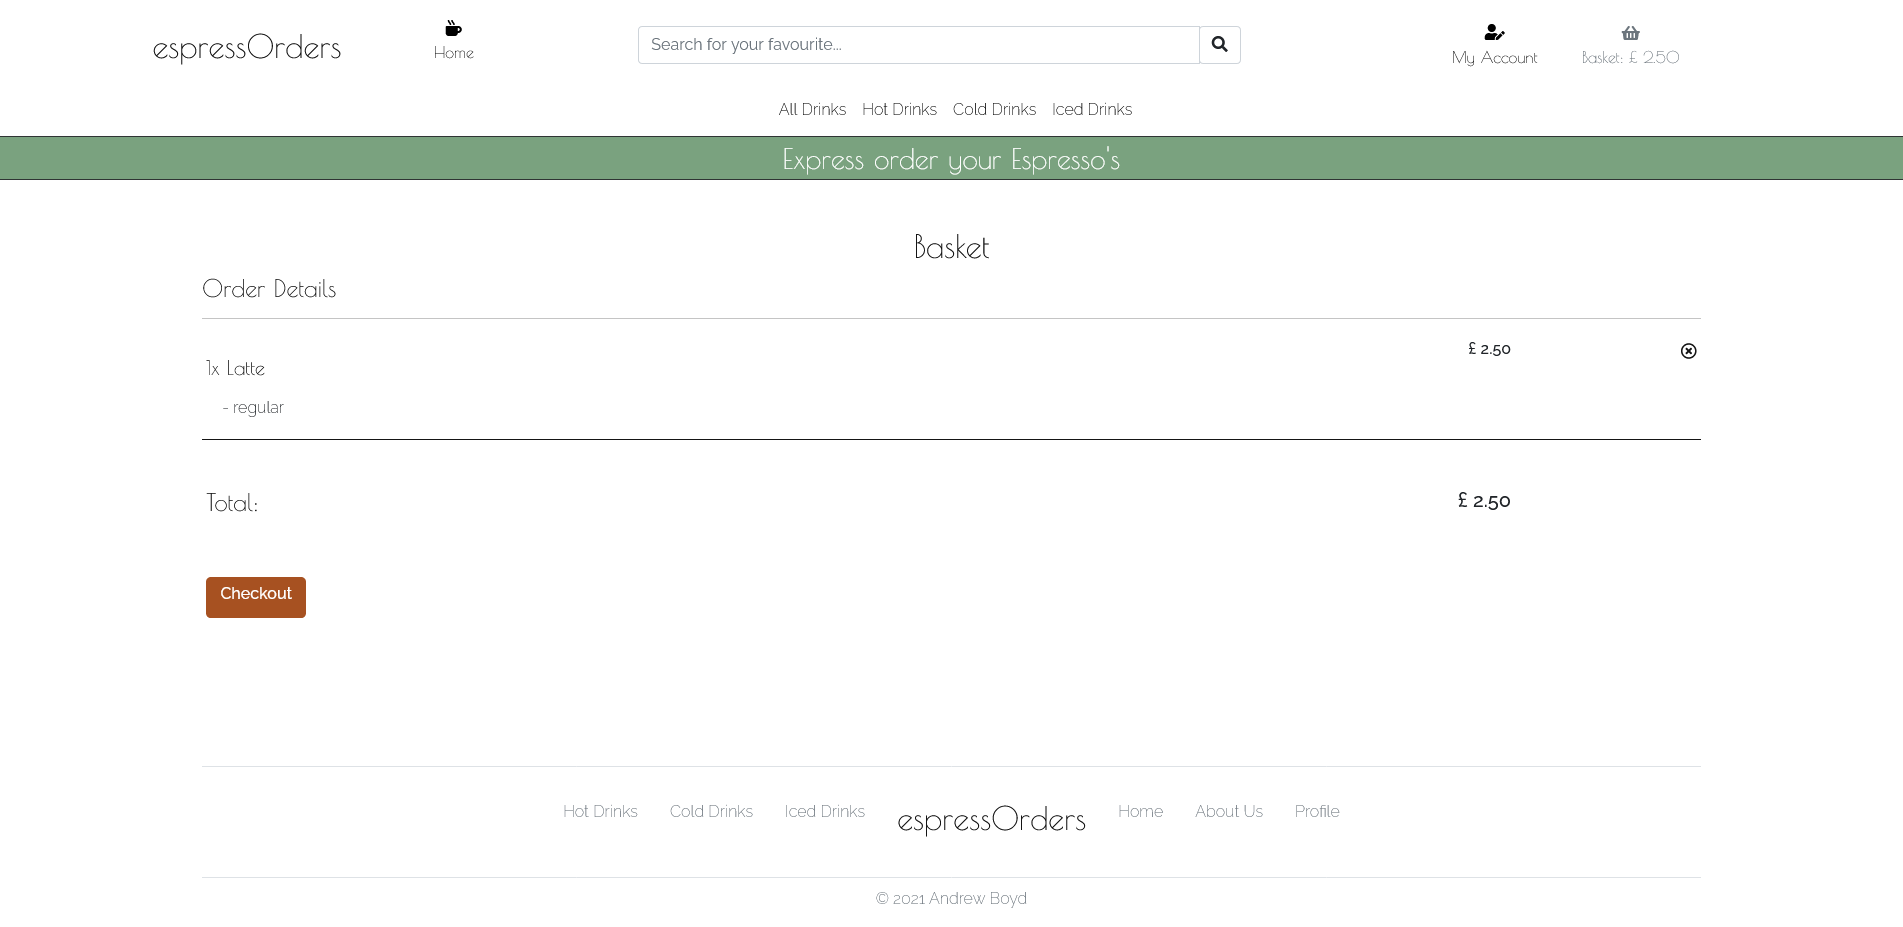 espressOrders
Home
Search for your favourite...
My Account
Basket: £ 2.50
All Drinks Hot Drinks Cold Drinks Iced Drinks
Express order your Espresso's
Basket
Order Details
1x Latte
£ 2.50
- regular
Total:
£ 2.50
Checkout
Hot Drinks Cold Drinks Iced Drinks espressOrders Home About Us Profile
© 2021 Andrew Boyd